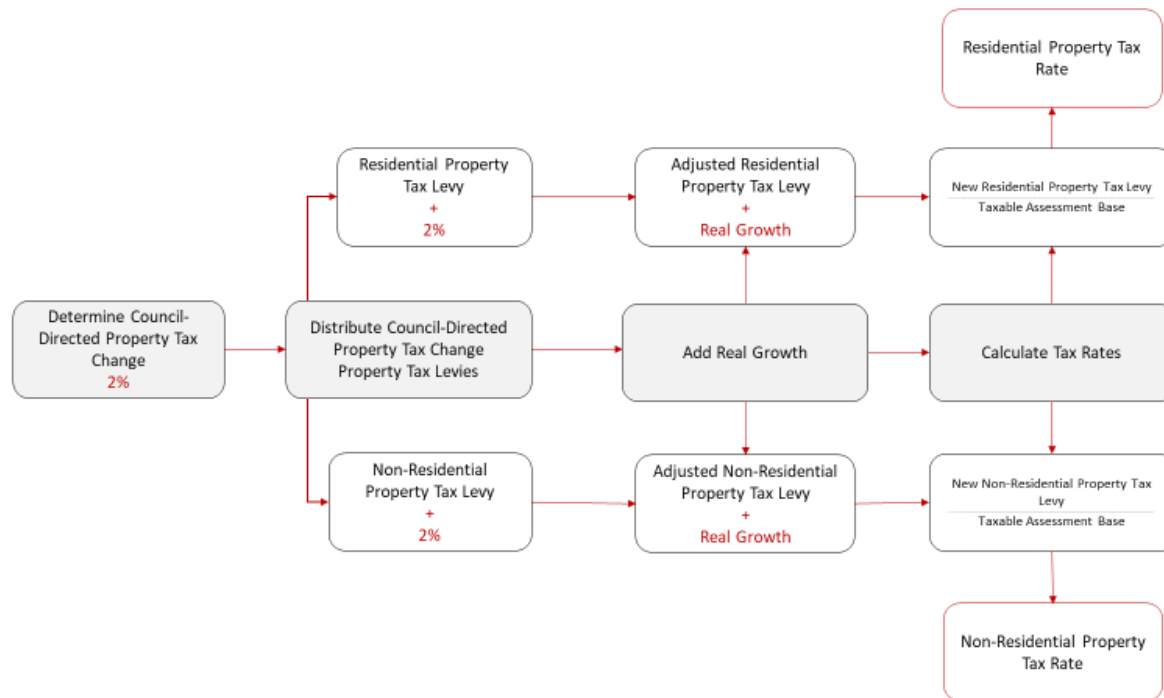 Residential Property Tax
Rate
Residential Property
Tax Levy
+
2%
Adjusted Residential
Property Tax Levy
+
Real Growth
New Residential Property Tax Levy
Taxable Assessment Base
Determine Council-
Directed Property Tax
Change
2%
Distribute Council-Directed
Property Tax Change
Property Tax Levies
Add Real Growth
Calculate Tax Rates
Non-Residential
Property Tax Levy
+
2%
Adjusted Non-Residential
Property Tax Levy
+
Real Growth
New Non-Residential Property Tax
Levy
Taxable Assessment Base
Non-Residential Property
Tax Rate